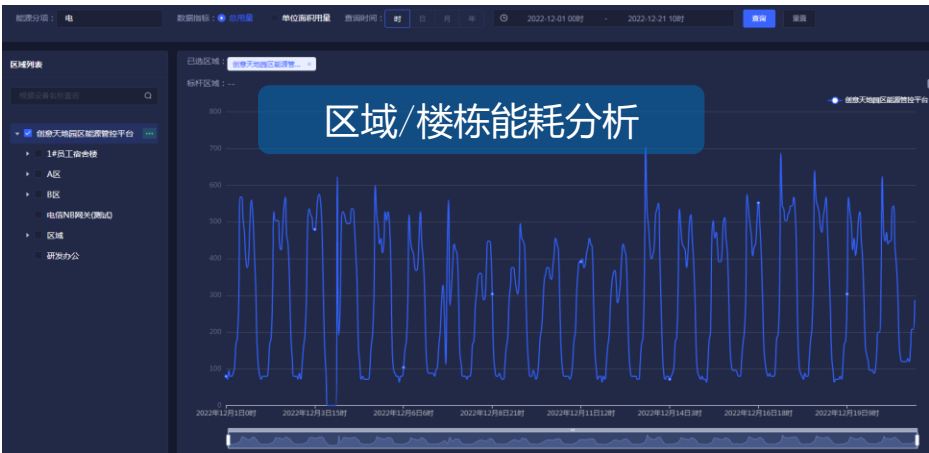 能源分项： 电
数据指标： 总用量 单位面积用量 查询时间： 时 日 月 年 2022-12-01 00时 - 2022-12-21 10时 查询 重置
区域列表
已选区域： 创意天地园区能源管... ×
标杆区域：--
创意天地园区能源管控平台
区域/楼栋能耗分析
创意天地园区能源管控平台 ...
1#员工宿舍楼
A区
B区
电信NB网关(测试)
区域
研发办公
800
700
600
500
400
300
200
100
0
2022年12月1日0时 2022年12月3日15时 2022年12月6日6时 2022年12月8日21时 2022年12月11日12时 2022年12月14日3时 2022年12月16日18时 2022年12月19日9时